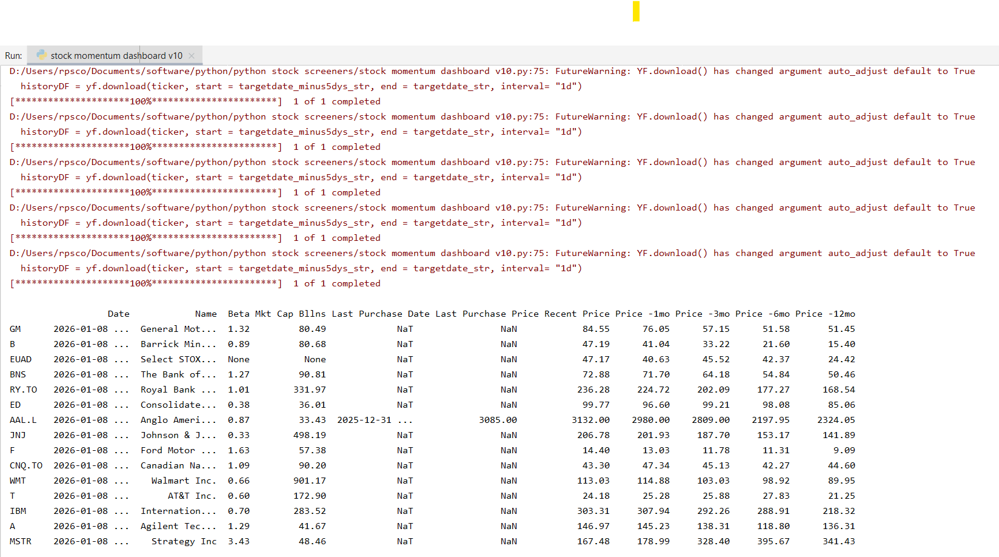 Run: stock momentum dashboard v10 ×
D:/Users/rpsco/Documents/software/python/python stock screeners/stock momentum dashboard v10.py:75: FutureWarning: YF.download() has changed argument auto_adjust default to True
historyDF = yf.download(ticker, start = targetdate_minus5dys_str, end = targetdate_str, interval= "1d")
[*********************100%***********************]  1 of 1 completed
D:/Users/rpsco/Documents/software/python/python stock screeners/stock momentum dashboard v10.py:75: FutureWarning: YF.download() has changed argument auto_adjust default to True
historyDF = yf.download(ticker, start = targetdate_minus5dys_str, end = targetdate_str, interval= "1d")
[*********************100%***********************]  1 of 1 completed
D:/Users/rpsco/Documents/software/python/python stock screeners/stock momentum dashboard v10.py:75: FutureWarning: YF.download() has changed argument auto_adjust default to True
historyDF = yf.download(ticker, start = targetdate_minus5dys_str, end = targetdate_str, interval= "1d")
[*********************100%***********************]  1 of 1 completed
D:/Users/rpsco/Documents/software/python/python stock screeners/stock momentum dashboard v10.py:75: FutureWarning: YF.download() has changed argument auto_adjust default to True
historyDF = yf.download(ticker, start = targetdate_minus5dys_str, end = targetdate_str, interval= "1d")
[*********************100%***********************]  1 of 1 completed
D:/Users/rpsco/Documents/software/python/python stock screeners/stock momentum dashboard v10.py:75: FutureWarning: YF.download() has changed argument auto_adjust default to True
historyDF = yf.download(ticker, start = targetdate_minus5dys_str, end = targetdate_str, interval= "1d")
[*********************100%***********************]  1 of 1 completed
Date Name Beta Mkt Cap Bllns Last Purchase Date Last Purchase Price Recent Price Price -1mo Price -3mo Price -6mo Price -12mo
GM 2026-01-08 ... General Mot... 1.32 80.49 NaT NaN 84.55 76.05 57.15 51.58 51.45
B 2026-01-08 ... Barrick Min... 0.89 80.68 NaT NaN 47.19 41.04 33.22 21.60 15.40
EUAD 2026-01-08 ... Select STOX... None None NaT NaN 47.17 40.63 45.52 42.37 24.42
BNS 2026-01-08 ... The Bank of... 1.27 90.81 NaT NaN 72.88 71.70 64.18 54.84 50.46
RY.TO 2026-01-08 ... Royal Bank ... 1.01 331.97 NaT NaN 236.28 224.72 202.09 177.27 168.54
ED 2026-01-08 ... Consolidate... 0.38 36.01 NaT NaN 99.77 96.60 99.21 98.08 85.06
AAL.L 2026-01-08 ... Anglo Ameri... 0.87 33.43 2025-12-31 ... 3085.00 3132.00 2980.00 2809.00 2197.95 2324.05
JNJ 2026-01-08 ... Johnson & J... 0.33 498.19 NaT NaN 206.78 201.93 187.70 153.17 141.89
F 2026-01-08 ... Ford Motor ... 1.63 57.38 NaT NaN 14.40 13.03 11.78 11.31 9.09
CNQ.TO 2026-01-08 ... Canadian Na... 1.09 90.20 NaT NaN 43.30 47.34 45.13 42.27 44.60
WMT 2026-01-08 ... Walmart Inc. 0.66 901.17 NaT NaN 113.03 114.88 103.03 98.92 89.95
T 2026-01-08 ... AT&T Inc. 0.60 172.90 NaT NaN 24.18 25.28 25.88 27.83 21.25
IBM 2026-01-08 ... Internation... 0.70 283.52 NaT NaN 303.31 307.94 292.26 288.91 218.32
A 2026-01-08 ... Agilent Tec... 1.29 41.67 NaT NaN 146.97 145.23 138.31 118.80 136.31
MSTR 2026-01-08 ... Strategy Inc 3.43 48.46 NaT NaN 167.48 178.99 328.40 395.67 341.43